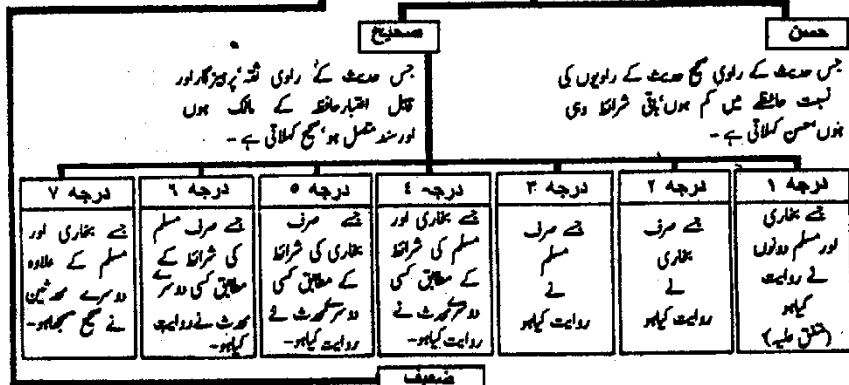 حسن
جس حدیث کے راوی صحیح حدیث کے راویوں کی
نسبت حافظے میں کم ہوں باقی شرائط وہی
ہوں حسن کہلاتی ہے -
صحیح
جس حدیث کے راوی ثقہ، پرہیزگار اور
قابل اعتبار حافظہ کے مالک ہوں
اور سند متصل ہو، صحیح کہلاتی ہے -
درجہ ۱
جسے بخاری
اور مسلم دونوں
نے روایت
کیا ہو
(متفق علیہ)
درجہ ۲
جسے صرف
بخاری
نے
روایت کیا ہو
درجہ ۳
جسے صرف
مسلم
نے
روایت کیا ہو
درجہ ٤
جسے بخاری اور
مسلم کی شرائط
کے مطابق کسی
دوسرے محدث نے
روایت کیا ہو-
درجہ ٥
جسے صرف
بخاری کی شرائط
کے مطابق کسی
دوسرے محدث نے
روایت کیا ہو-
درجہ ٦
جسے صرف مسلم
کی شرائط کے
مطابق کسی دوسرے
محدث نے روایت
کیا ہو-
درجہ ٧
جسے بخاری اور
مسلم کے علاوہ
دوسرے محدثین
نے صحیح سمجھا ہو-
ضعیف